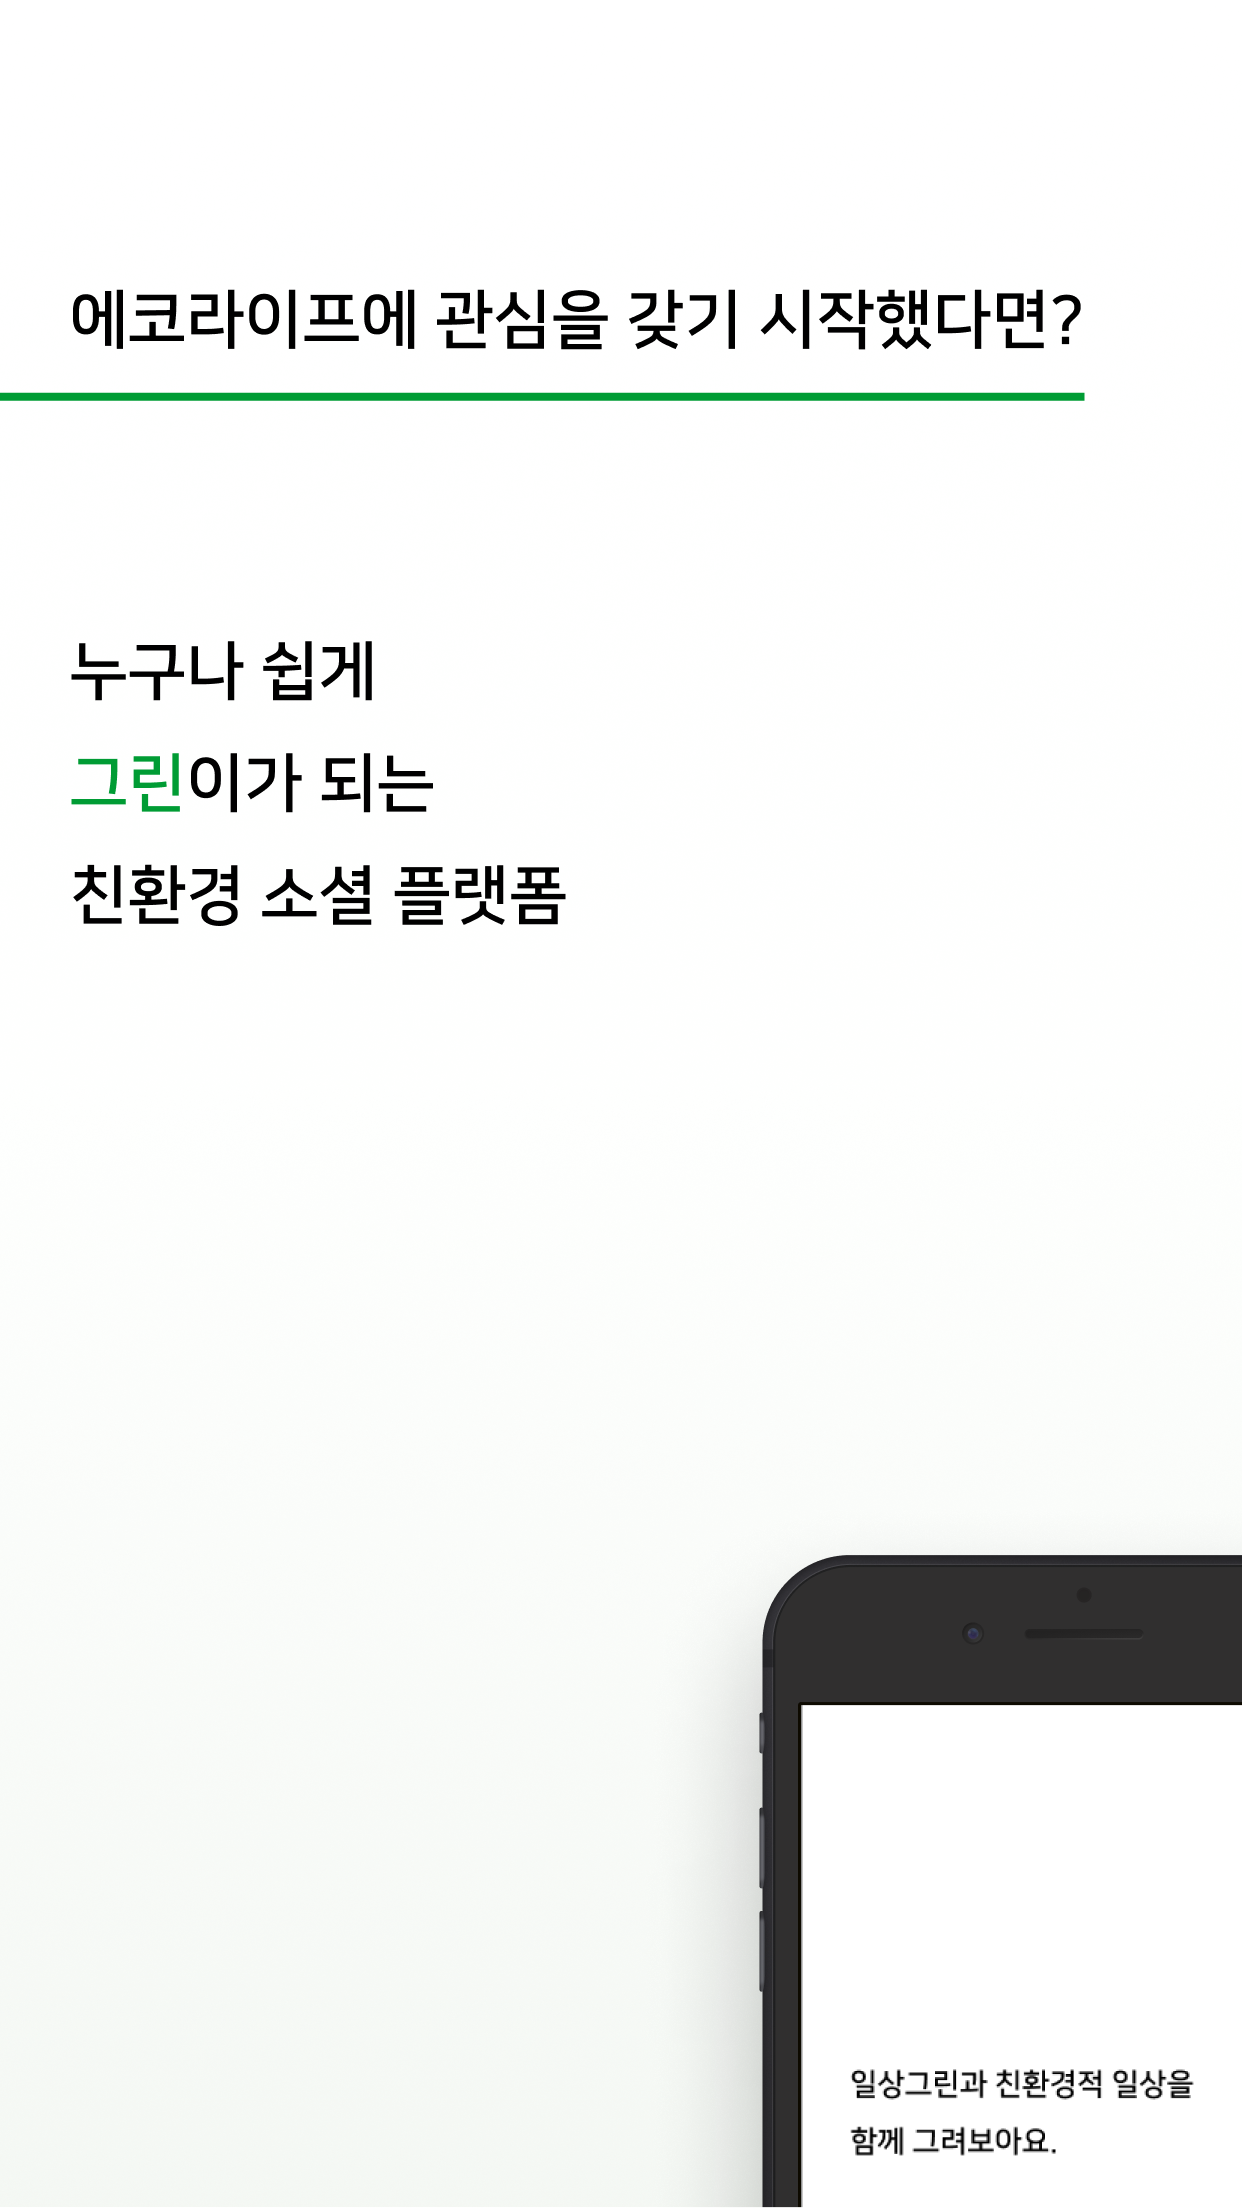 에코라이프에 관심을 갖기 시작했다면?
누구나 쉽게
그린이가 되는
친환경 소셜 플랫폼
일상그린과 친환경적 일상을
함께 그려보아요.